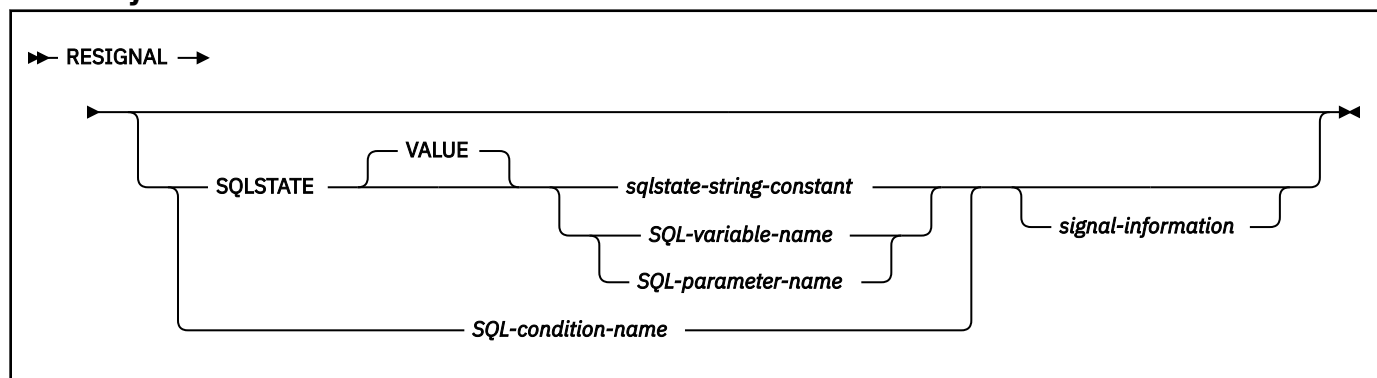 RESIGNAL
VALUE
SQLSTATE sqlstate-string-constant
SQL-variable-name signal-information
SQL-parameter-name
SQL-condition-name